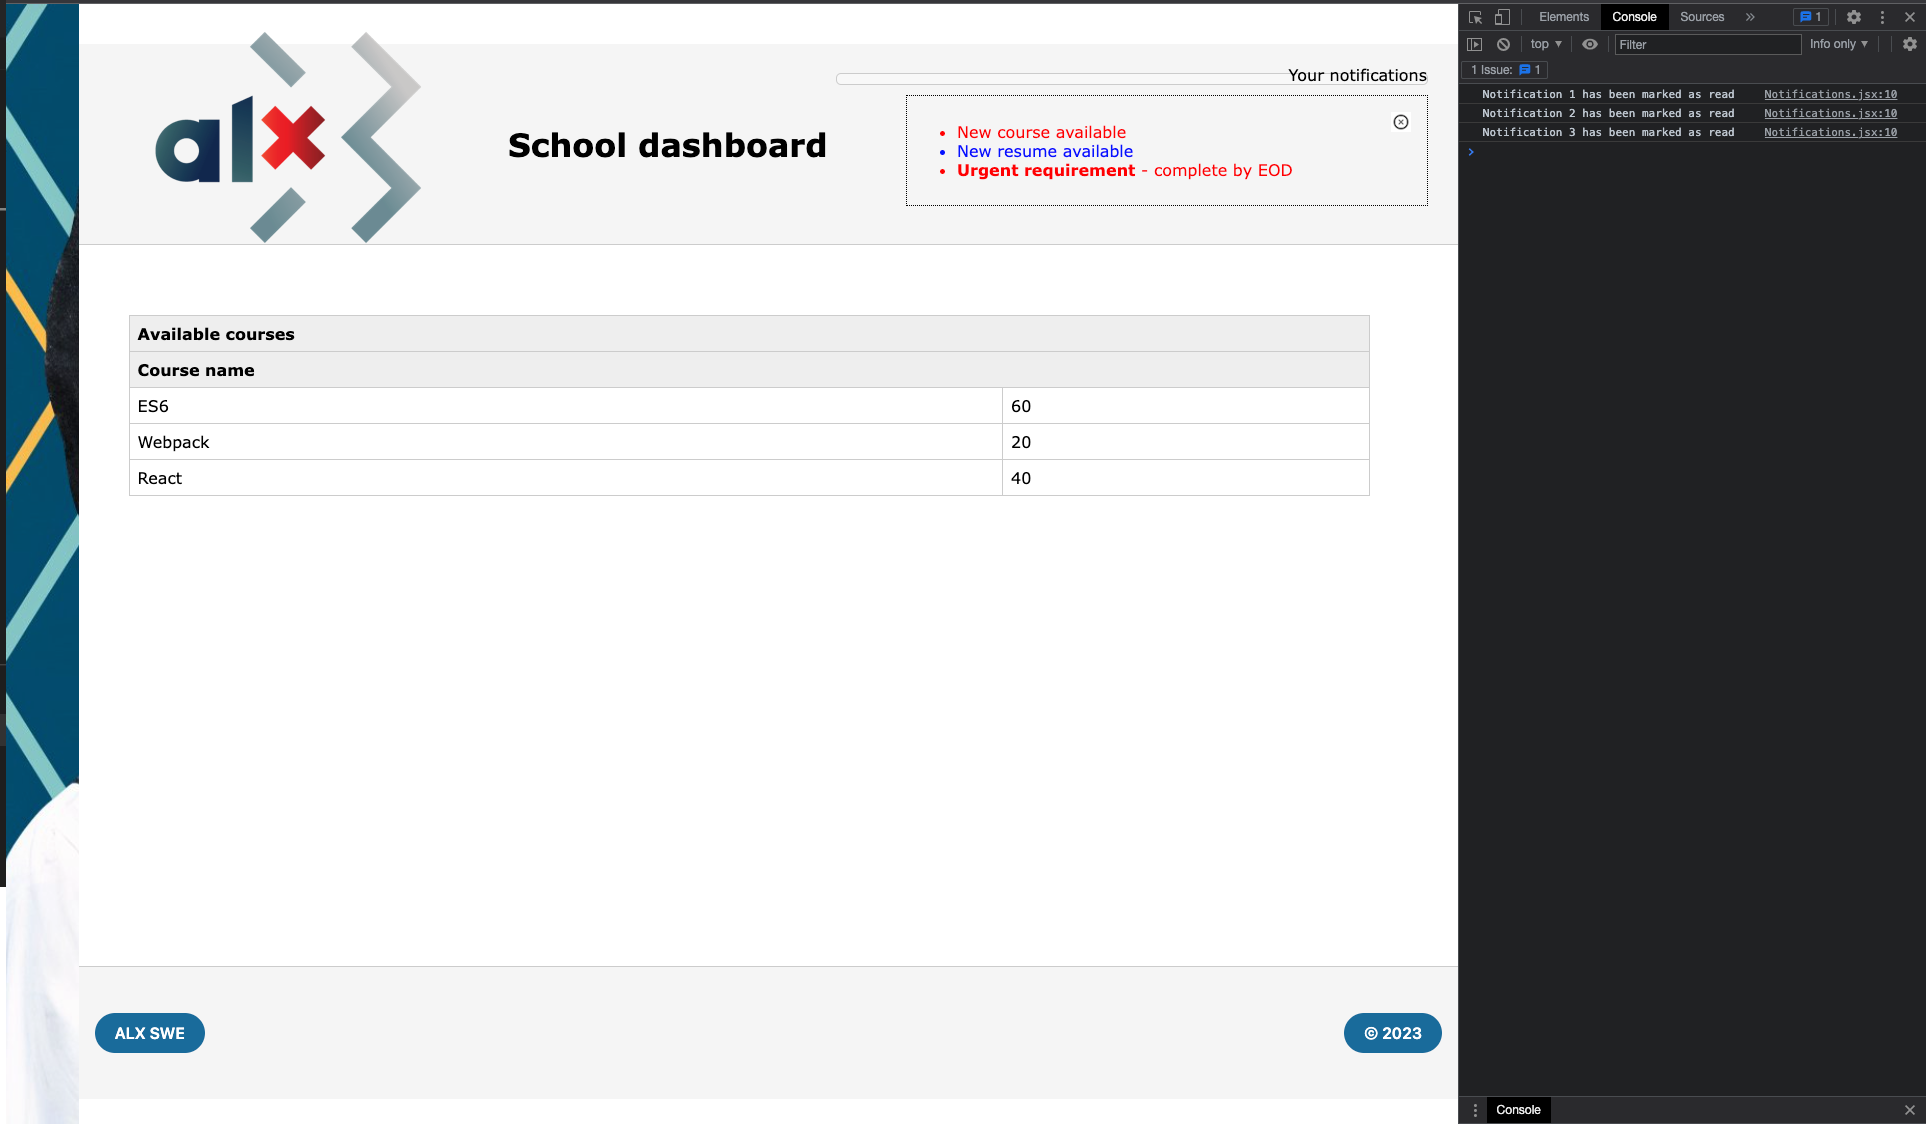 alx
School dashboard
Your notifications
New course available
New resume available
Urgent requirement - complete by EOD
Available courses
Course name
ES6 60
Webpack 20
React 40
ALX SWE
© 2023
Elements Console Sources » 1
top Filter Info only
1 Issue: 1
Notification 1 has been marked as read Notifications.jsx:10
Notification 2 has been marked as read Notifications.jsx:10
Notification 3 has been marked as read Notifications.jsx:10
Console